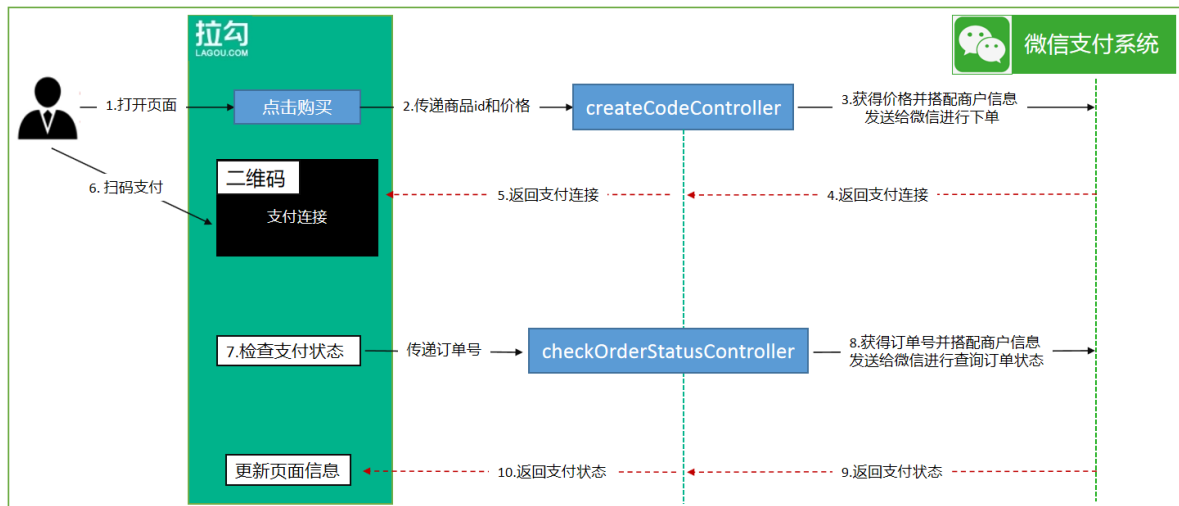 拉勾
LAGOU.COM
微信支付系统
1.打开页面
点击购买
2.传递商品id和价格
createCodeController
3.获得价格并搭配商户信息
发送给微信进行下单
二维码
支付连接
6. 扫码支付
5.返回支付连接
4.返回支付连接
7.检查支付状态
传递订单号
checkOrderStatusController
8.获得订单号并搭配商户信息
发送给微信进行查询订单状态
更新页面信息
10.返回支付状态
9.返回支付状态